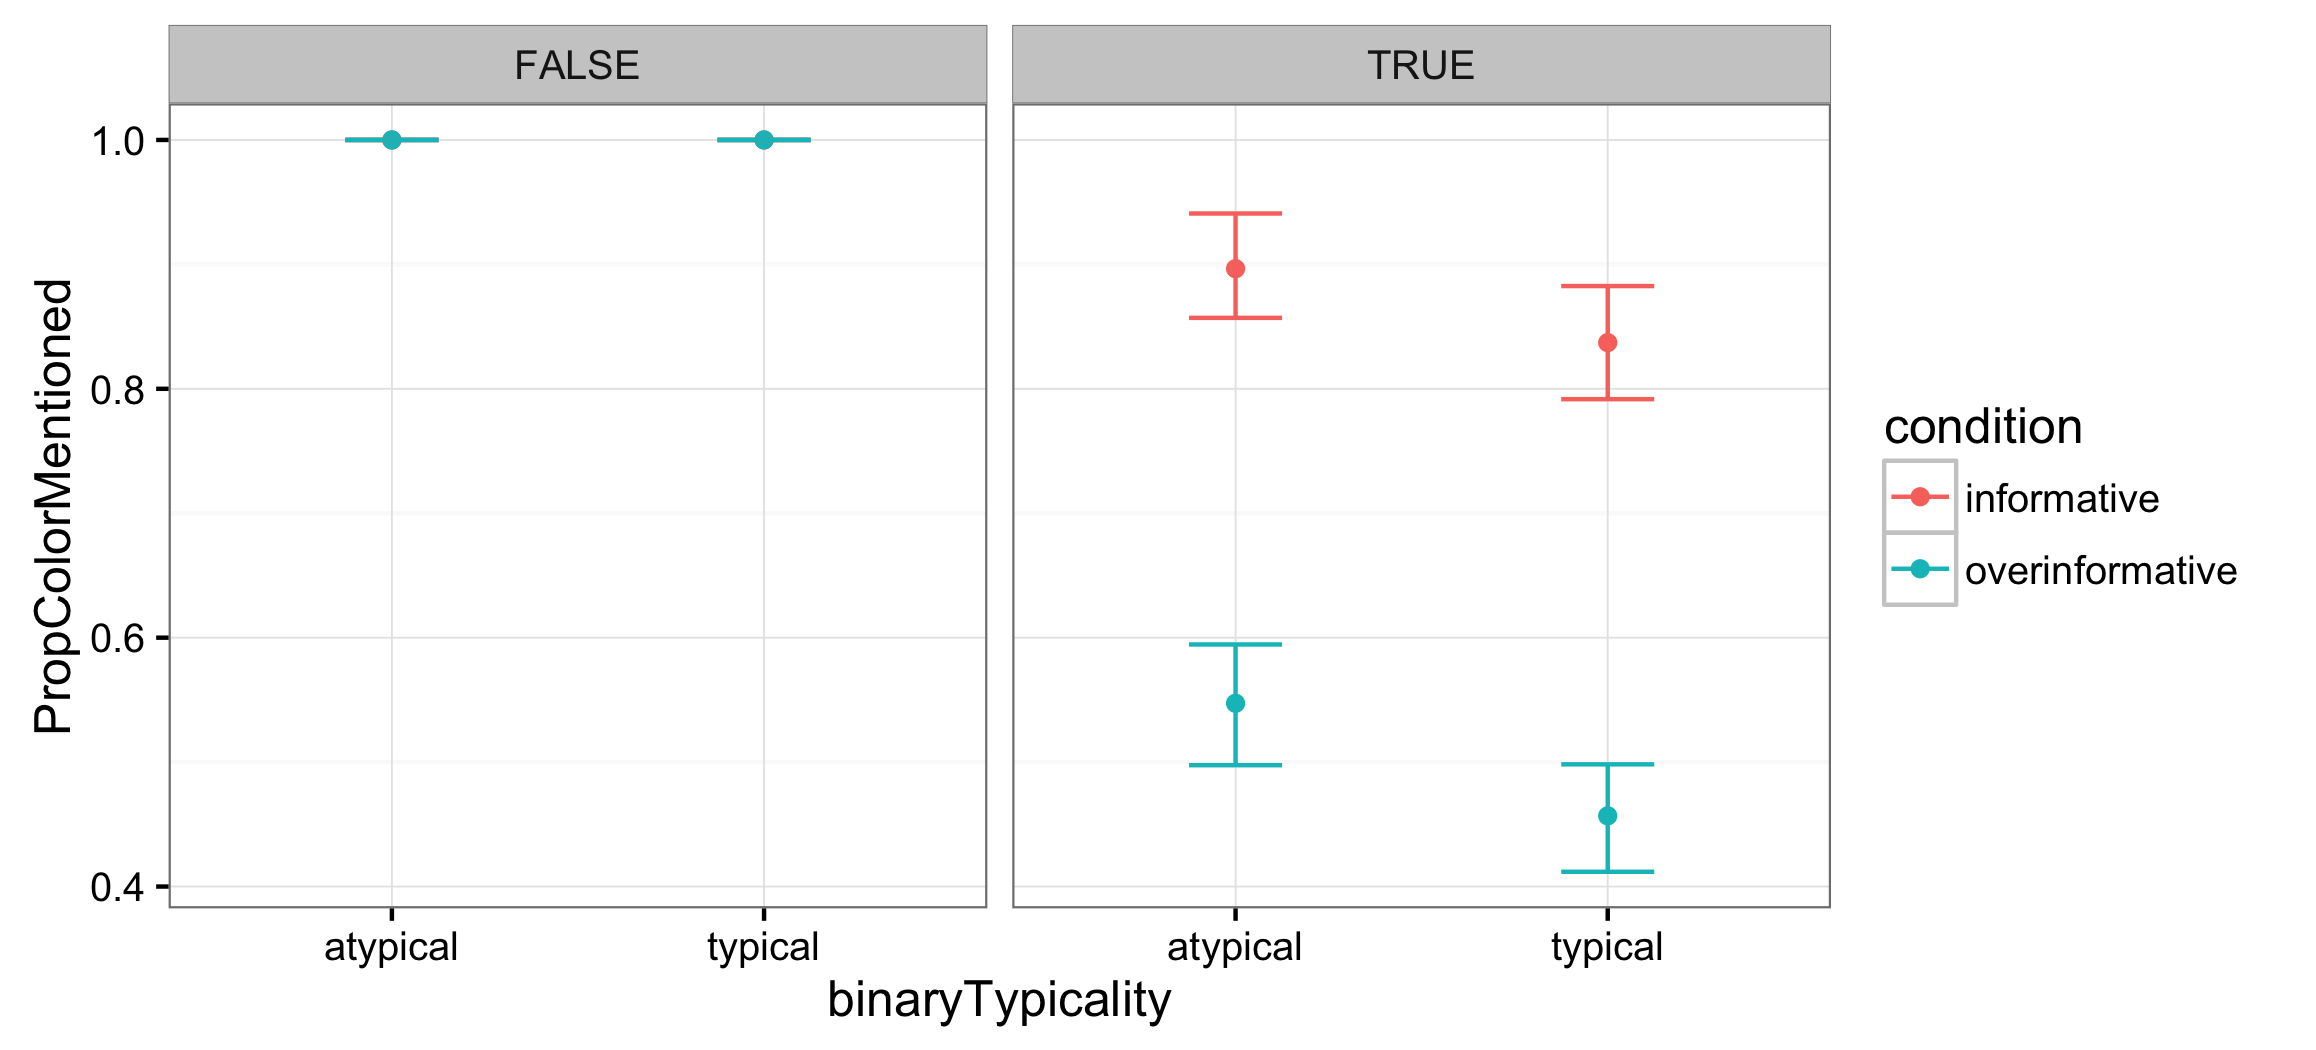 FALSE
TRUE
PropColorMentioned
1.0
0.8
0.6
0.4
atypical
typical
atypical
typical
binaryTypicality
condition
informative
overinformative